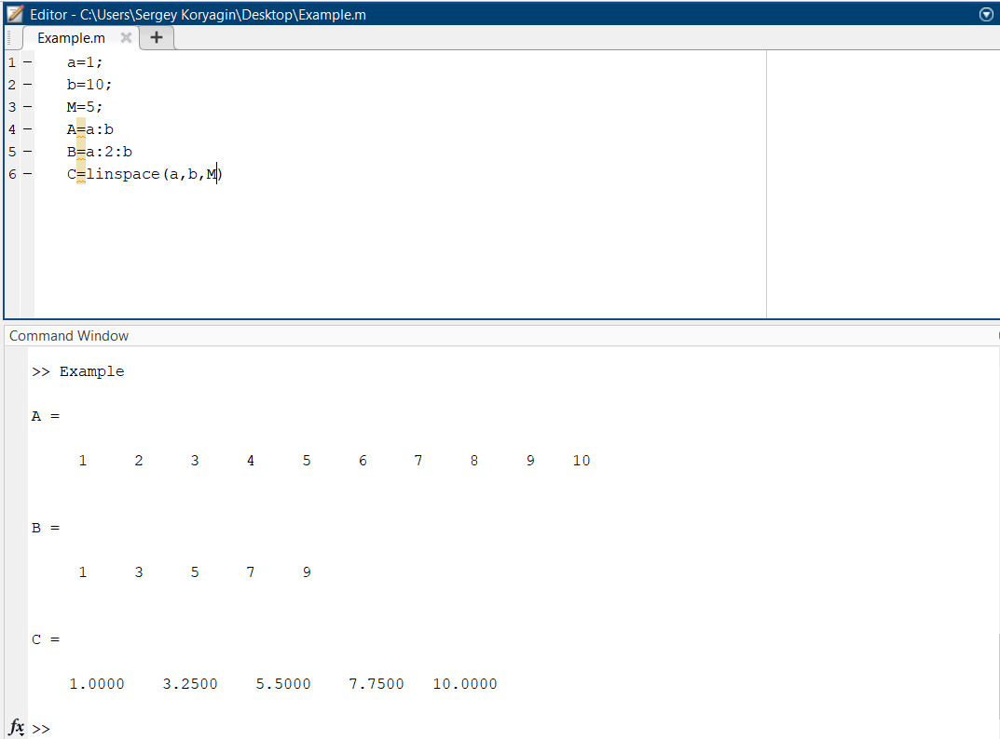 Editor - C:\Users\Sergey Koryagin\Desktop\Example.m
Example.m
1 a=1;
2 b=10;
3 M=5;
4 A=a:b
5 B=a:2:b
6 C=linspace(a,b,M)
Command Window
>> Example
A =
1 2 3 4 5 6 7 8 9 10
B =
1 3 5 7 9
C =
1.0000 3.2500 5.5000 7.7500 10.0000
fx >>